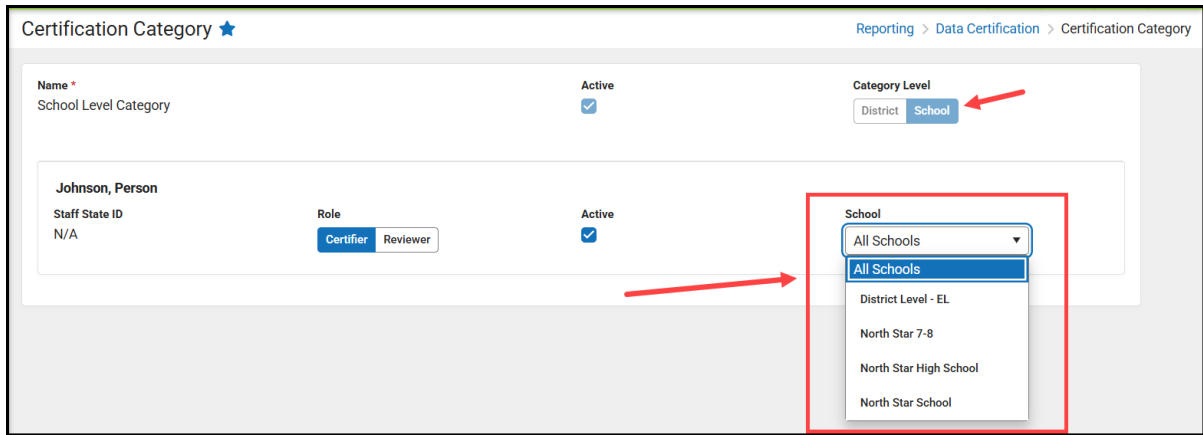 Certification Category
Reporting > Data Certification > Certification Category
Name *
Active
Category Level
School Level Category
District School
Johnson, Person
Staff State ID
Role
Active
School
N/A
Certifier Reviewer
All Schools
All Schools
District Level - EL
North Star 7-8
North Star High School
North Star School